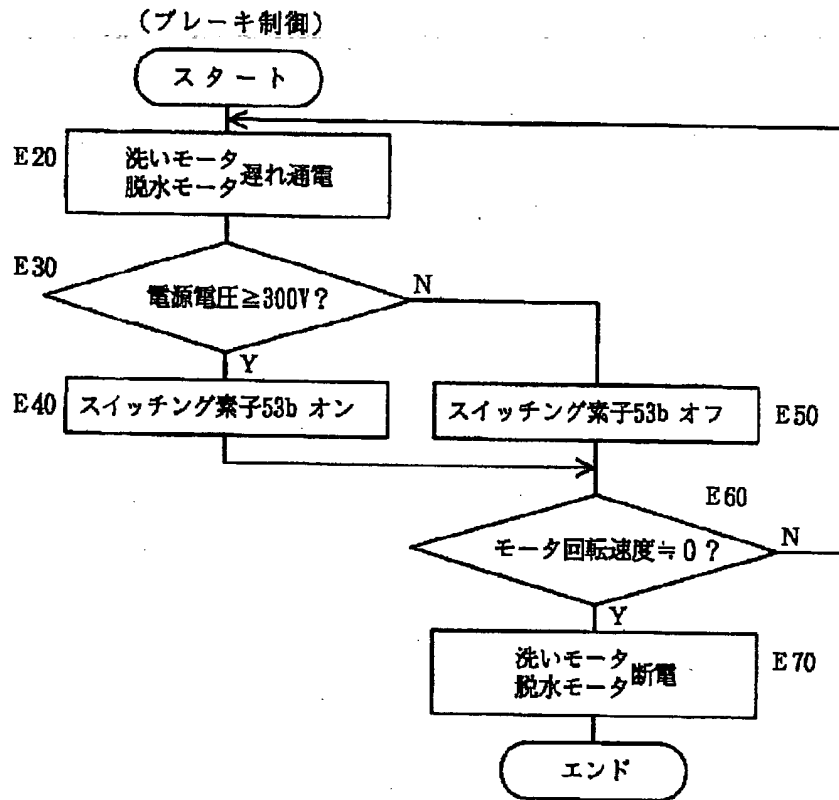 (ブレーキ制御)
スタート
E20
洗いモータ
脱水モータ
遅れ通電
E30
電源電圧≧300V?
N
Y
E40
スイッチング素子53b オン
スイッチング素子53b オフ
E50
E60
モータ回転速度≒0?
N
Y
洗いモータ
脱水モータ
断電
E70
エンド